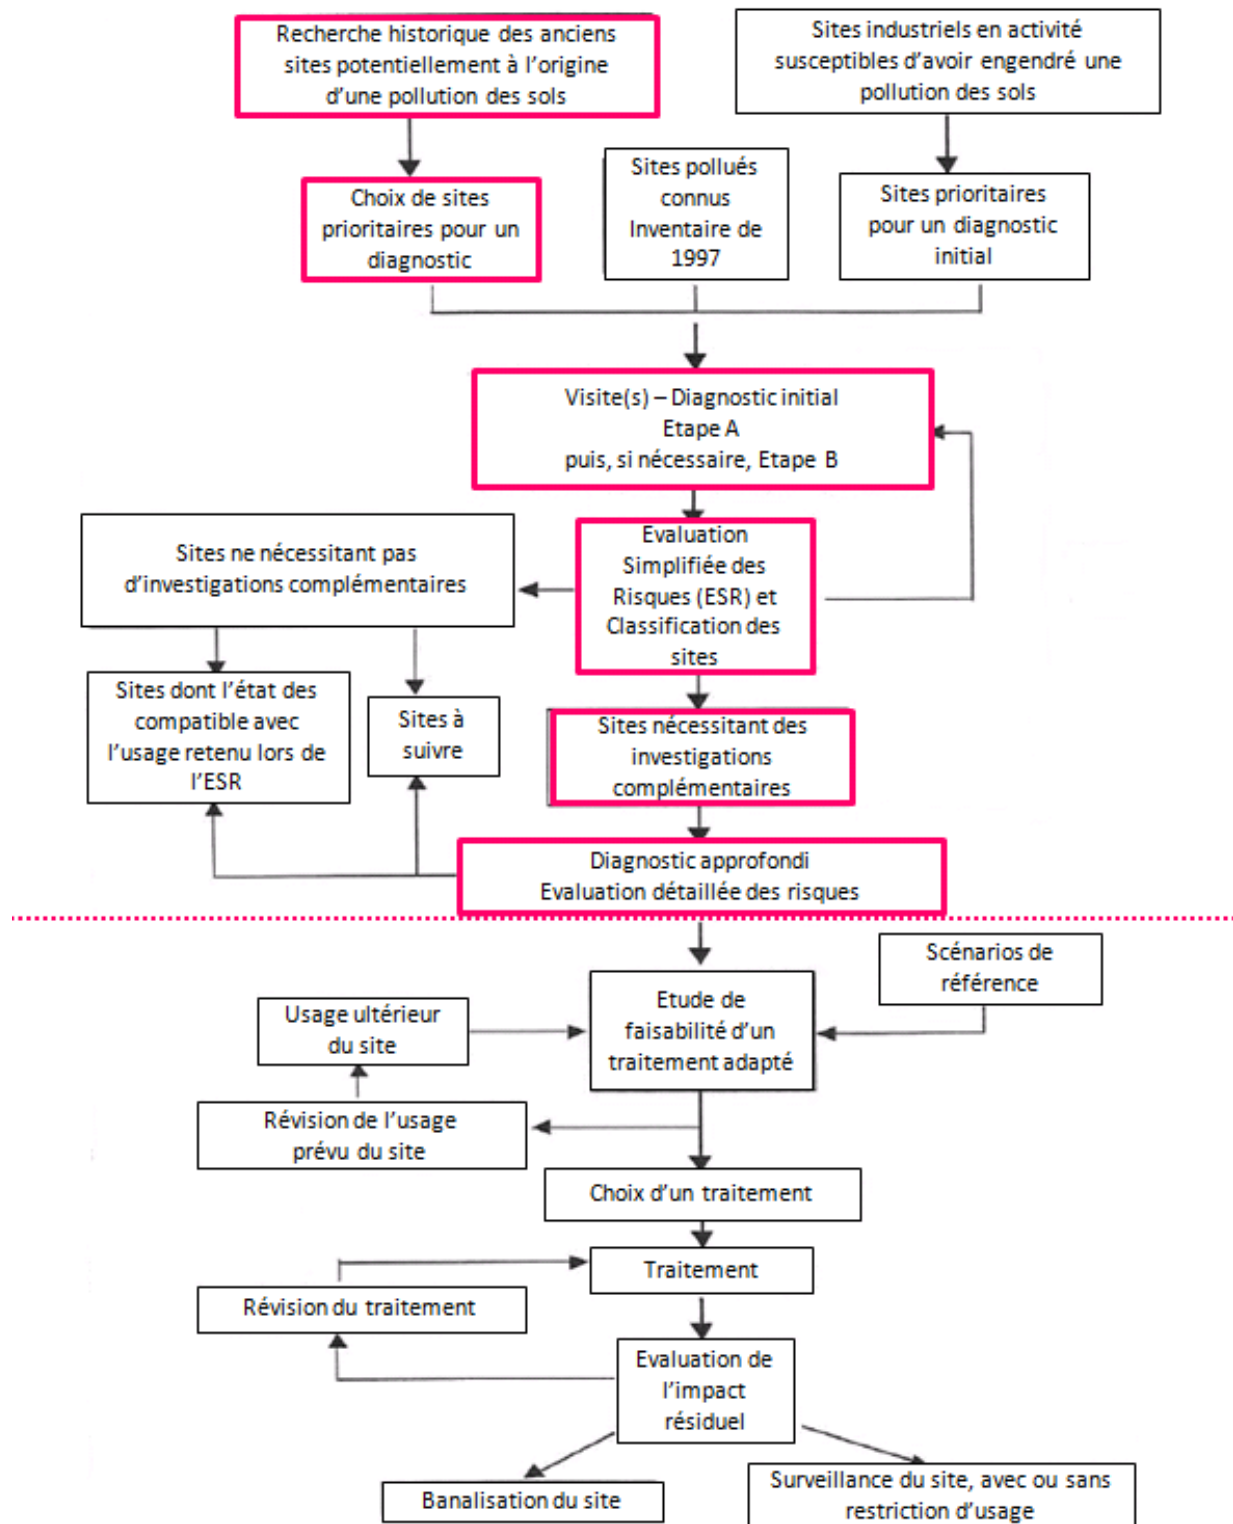 Recherche historique des anciens
sites potentiellement à l'origine
d'une pollution des sols
Sites industriels en activité
susceptibles d'avoir engendré une
pollution des sols
Choix de sites
prioritaires pour un
diagnostic
Sites pollués
connus
Inventaire de
1997
Sites prioritaires
pour un diagnostic
initial
Visite(s) – Diagnostic initial
Etape A
puis, si nécessaire, Etape B
Sites ne nécessitant pas
d'investigations complémentaires
Evaluation
Simplifiée des
Risques (ESR) et
Classification des
sites
Sites dont l'état des
compatible avec
l'usage retenu lors de
l'ESR
Sites à
suivre
Sites nécessitant des
investigations
complémentaires
Diagnostic approfondi
Evaluation détaillée des risques
Scénarios de
référence
Usage ultérieur
du site
Etude de
faisabilité d'un
traitement adapté
Révision de l'usage
prévu du site
Choix d'un traitement
Traitement
Révision du traitement
Evaluation de
l'impact
résiduel
Banalisation du site
Surveillance du site, avec ou sans
restriction d'usage